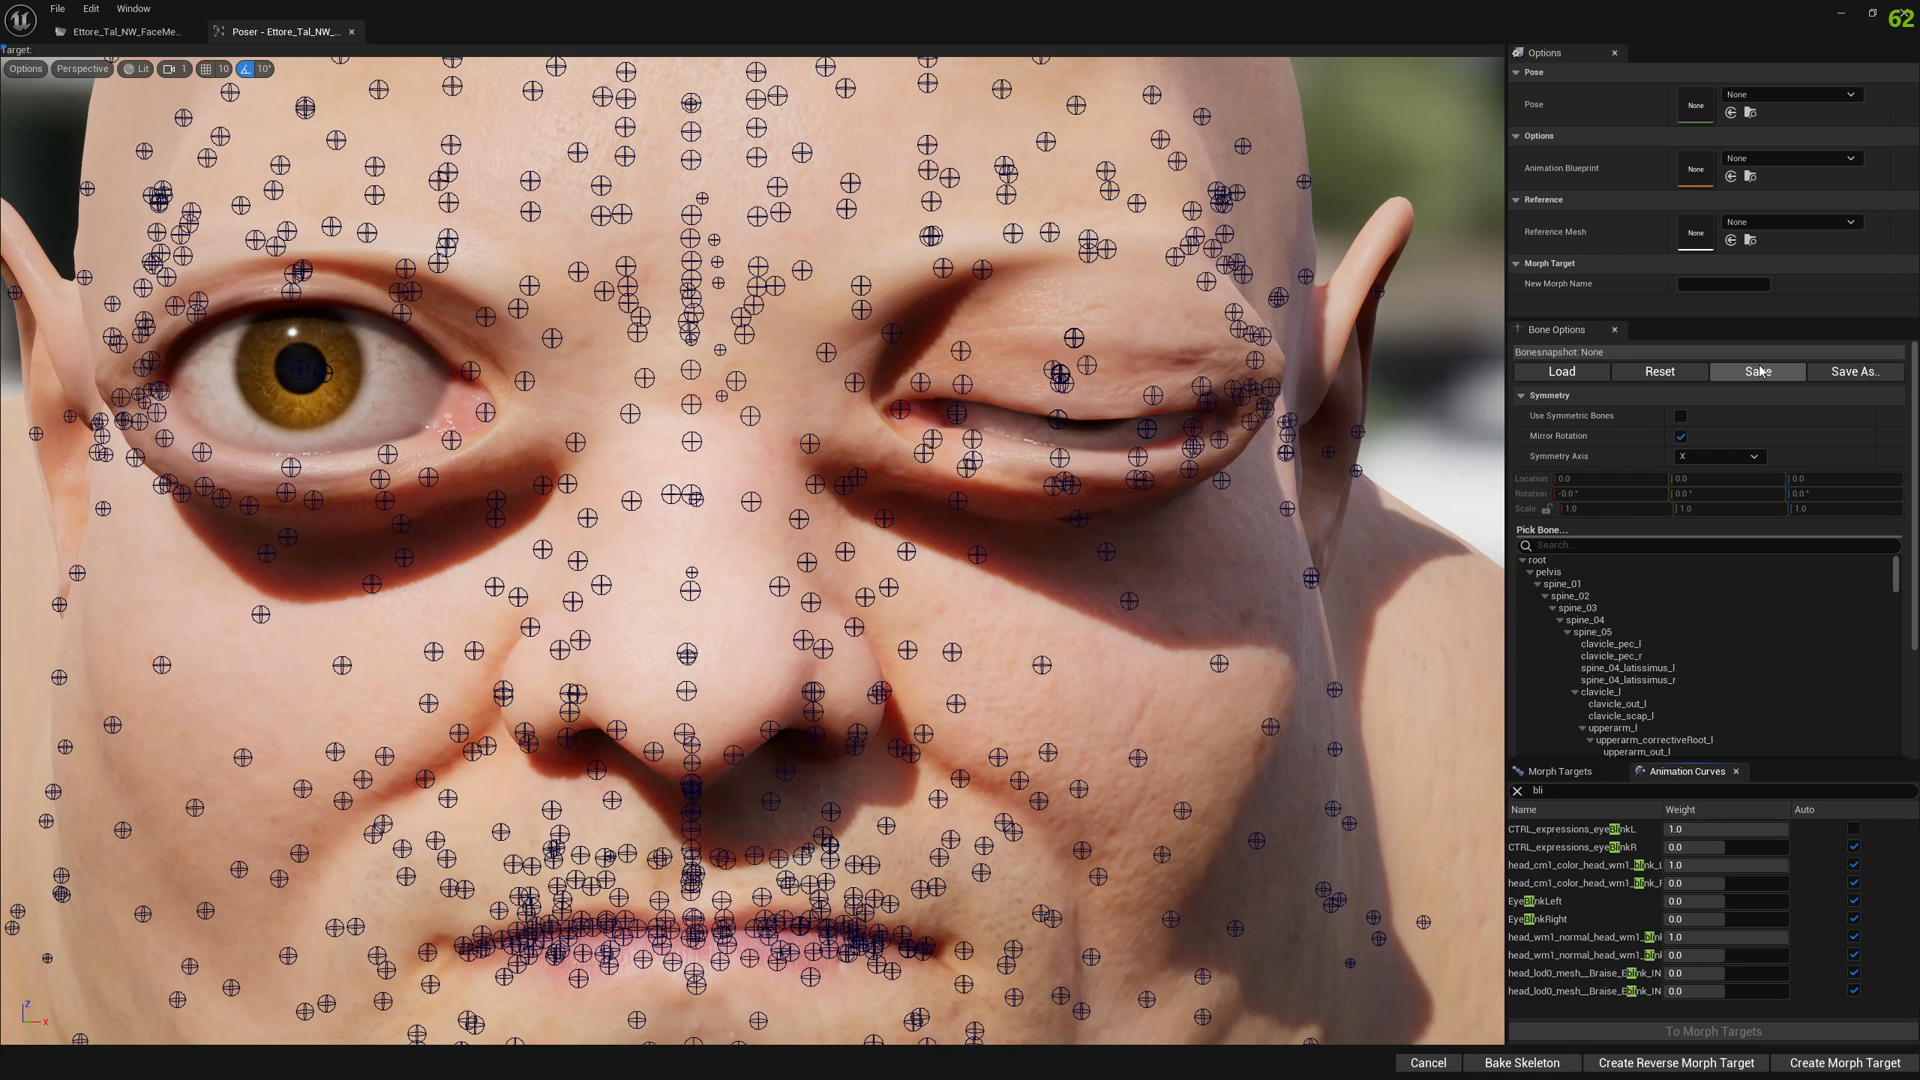 File Edit Window
62
Ettore_Tal_NW_FaceMe...
Poser - Ettore_Tal_NW_...
Target:
Options Perspective Lit 1 10 10°
Options
Pose
Pose None None
Options
Animation Blueprint None None
Reference
Reference Mesh None None
Morph Target
New Morph Name
Bone Options
Bonesnapshot: None
Load Reset Save Save As..
Symmetry
Use Symmetric Bones
Mirror Rotation
Symmetry Axis X
Location 0.0 0.0 0.0
Rotation -0.0 ° 0.0 ° 0.0 °
Scale 1.0 1.0 1.0
Pick Bone...
Search...
root
pelvis
spine_01
spine_02
spine_03
spine_04
spine_05
clavicle_pec_l
clavicle_pec_r
spine_04_latissimus_l
spine_04_latissimus_r
clavicle_l
clavicle_out_l
clavicle_scap_l
upperarm_l
upperarm_correctiveRoot_l
upperarm_out_l
Morph Targets Animation Curves
bli
Name Weight Auto
CTRL_expressions_eyeBlinkL 1.0
CTRL_expressions_eyeBlinkR 0.0
head_cm1_color_head_wm1_blink_L 1.0
head_cm1_color_head_wm1_blink_R 0.0
EyeBlinkLeft 0.0
EyeBlinkRight 0.0
head_wm1_normal_head_wm1_blink 1.0
head_wm1_normal_head_wm1_blink 0.0
head_lod0_mesh__Braise_Eblink_IN 0.0
head_lod0_mesh__Braise_Eblink_IN 0.0
To Morph Targets
Cancel Bake Skeleton Create Reverse Morph Target Create Morph Target
Z
X